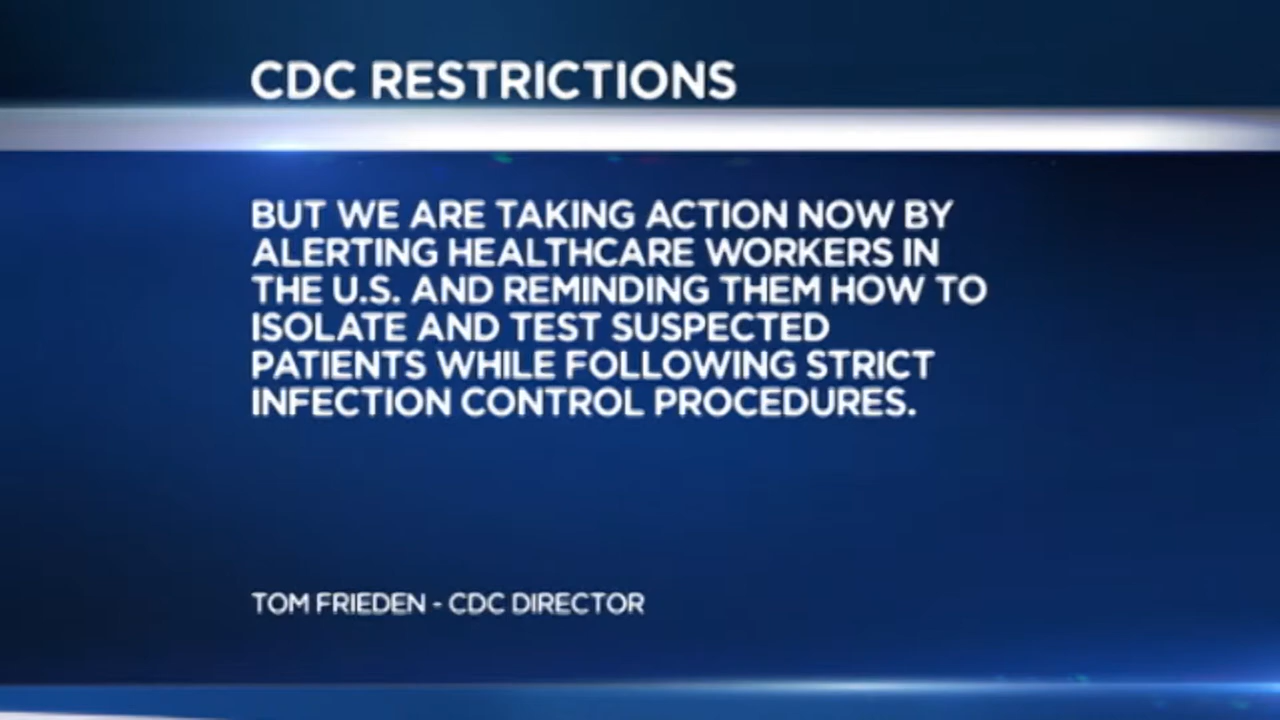 CDC RESTRICTIONS
BUT WE ARE TAKING ACTION NOW BY
ALERTING HEALTHCARE WORKERS IN
THE U.S. AND REMINDING THEM HOW TO
ISOLATE AND TEST SUSPECTED
PATIENTS WHILE FOLLOWING STRICT
INFECTION CONTROL PROCEDURES.
TOM FRIEDEN - CDC DIRECTOR